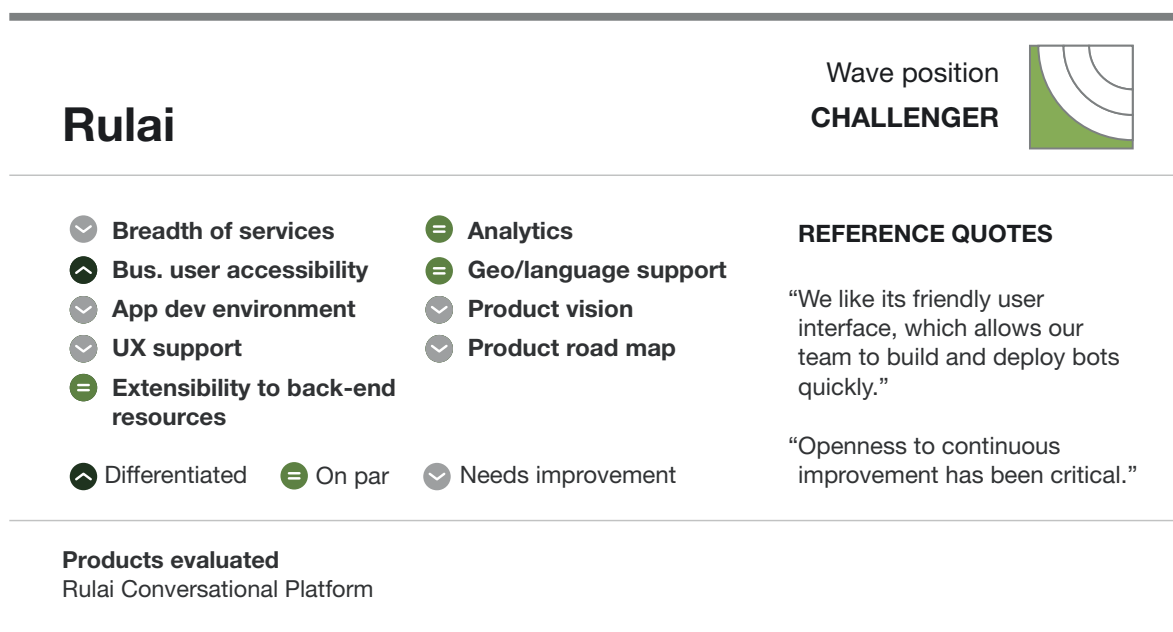 Wave position
CHALLENGER
Rulai
Breadth of services
Bus. user accessibility
App dev environment
UX support
Extensibility to back-end
resources
Analytics
Geo/language support
Product vision
Product road map
Differentiated
On par
Needs improvement
REFERENCE QUOTES
“We like its friendly user
interface, which allows our
team to build and deploy bots
quickly.”
“Openness to continuous
improvement has been critical.”
Products evaluated
Rulai Conversational Platform